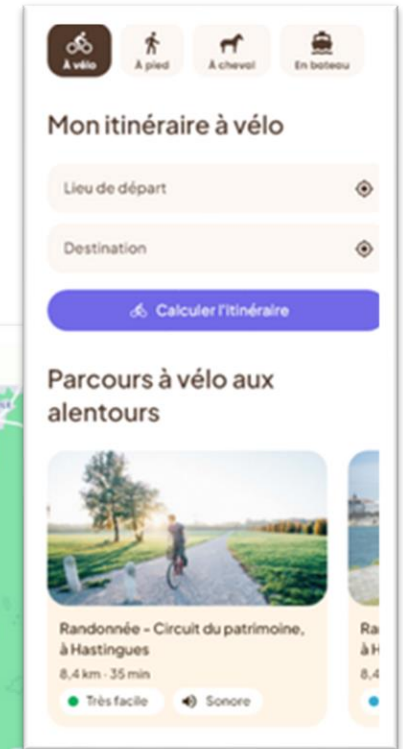 À vélo
À pied
À cheval
En bateau
Mon itinéraire à vélo
Lieu de départ
Destination
Calculer l'itinéraire
Parcours à vélo aux
alentours
Randonnée - Circuit du patrimoine,
à Hastingues
8,4 km · 35 min
Très facile
Sonore
8,4